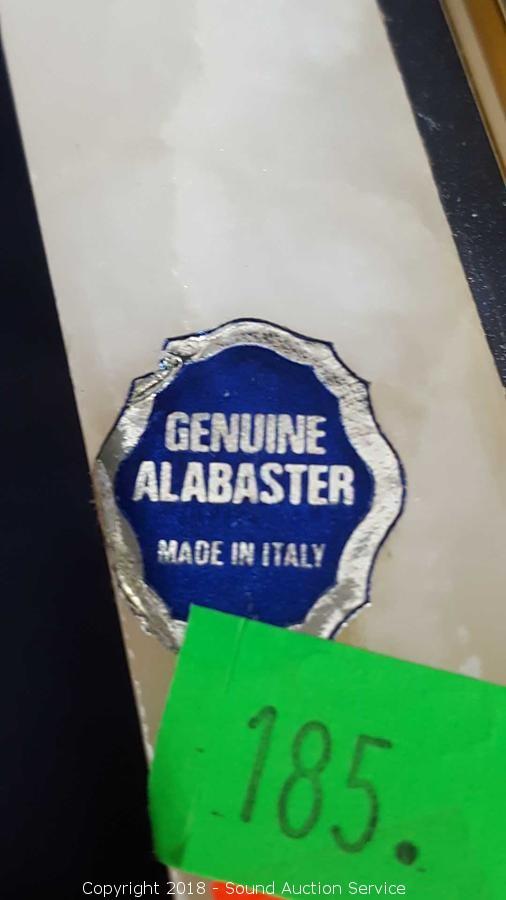 GENUINE
ALABASTER
MADE IN ITALY
185.
Copyright 2018 - Sound Auction Service